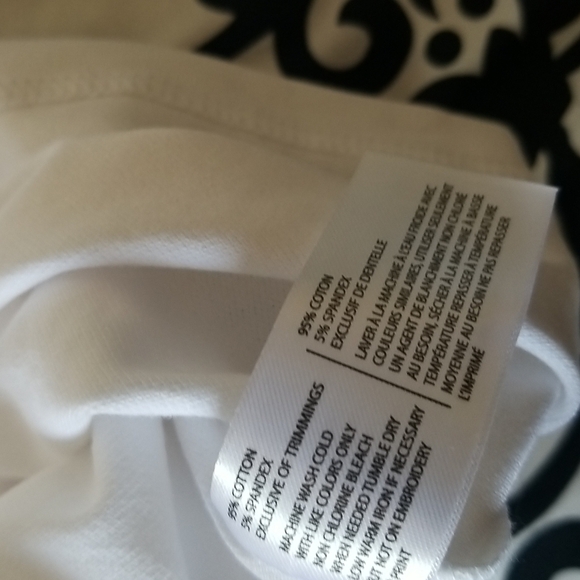 95% COTTON
5% SPANDEX
EXCLUSIVE OF TRIMMINGS
MACHINE WASH COLD
WITH LIKE COLORS ONLY
NON CHLORINE BLEACH
WHEN NEEDED TUMBLE DRY
LOW WARM IRON IF NECESSARY
NOT ON EMBROIDERY
PRINT
95% COTON
5% SPANDEX
EXCLUSIF DE DENTELLE
LAVER À LA MACHINE À L'EAU FROIDE AVEC
COULEURS SIMILAIRES, UTILISER SEULEMENT
UN AGENT DE BLANCHIMENT NON CHLORE
AU BESOIN, SÉCHER À LA MACHINE À BASSE
TEMPÉRATURE REPASSER À TEMPÉRATURE
MOYENNE AU BESOIN NE PAS REPASSER
L'IMPRIMÉ